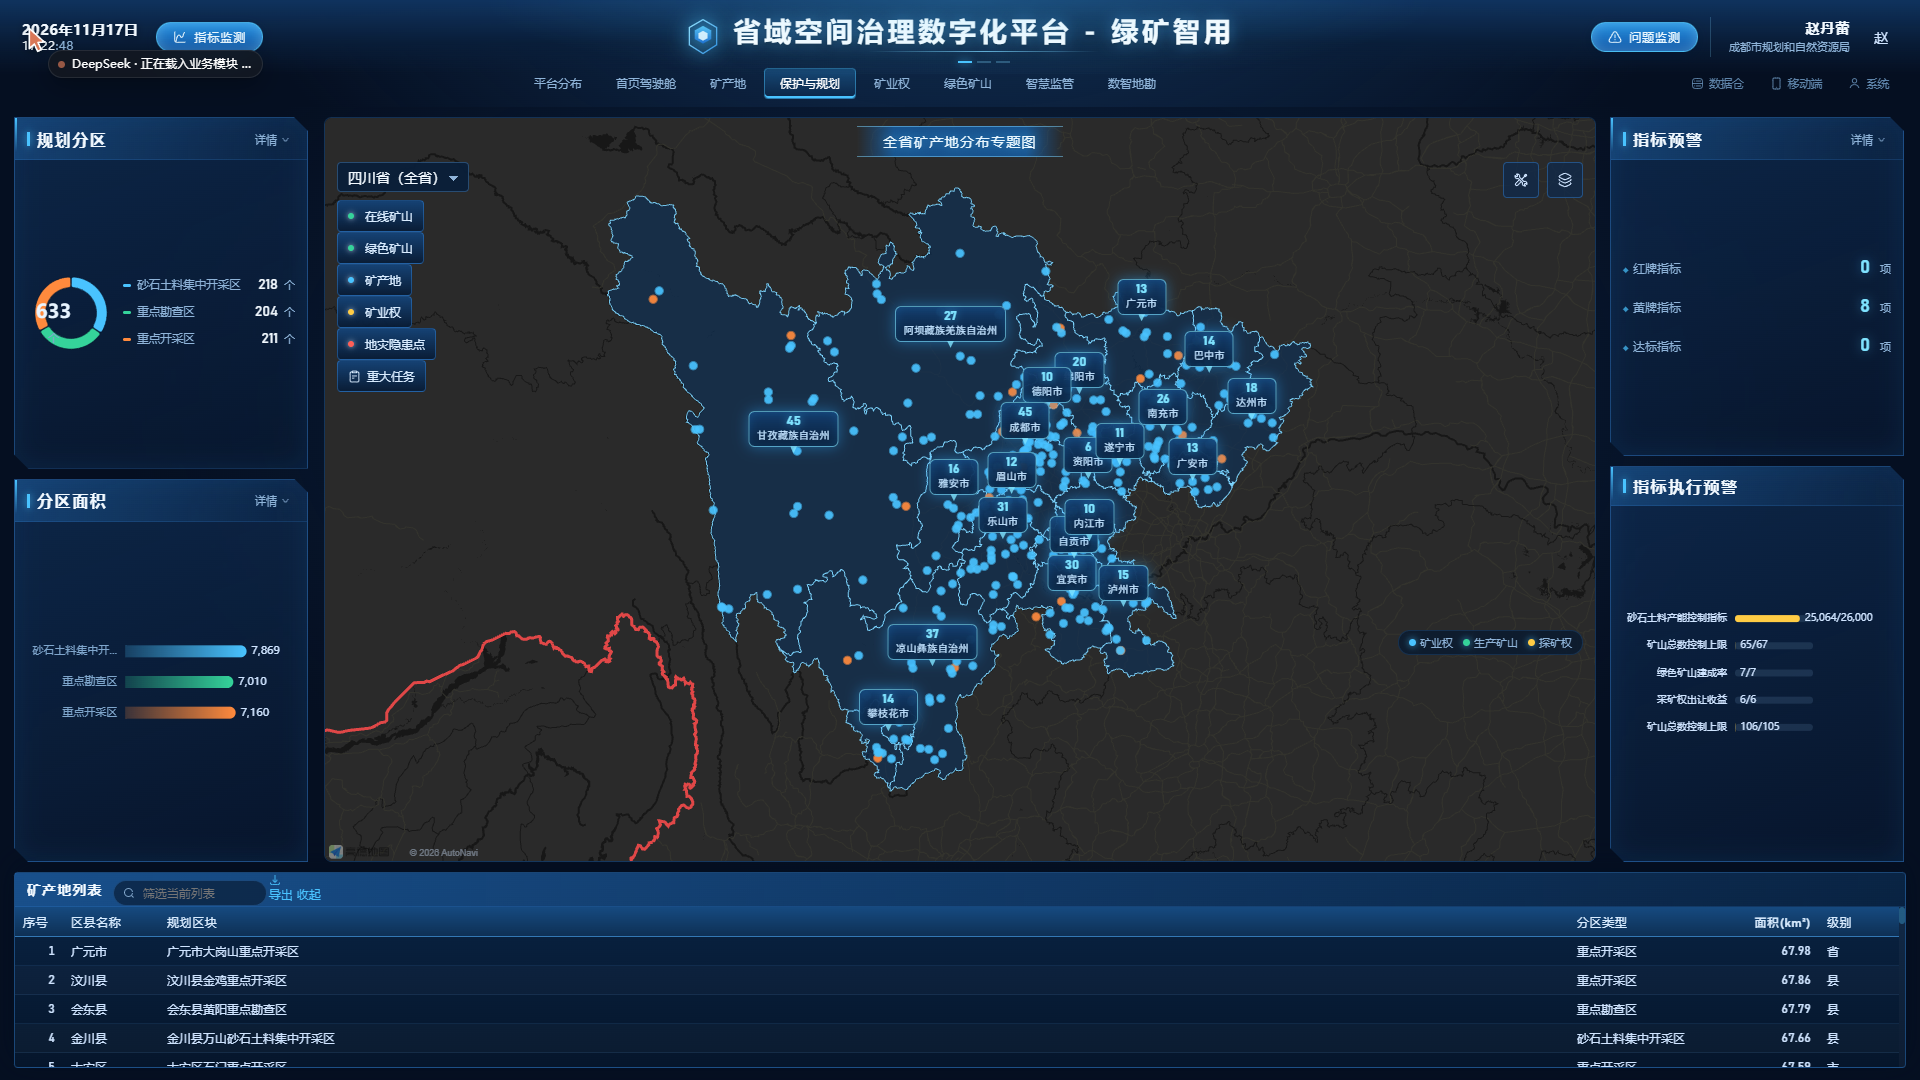 2026年11月17日
:22:48
指标监测
DeepSeek · 正在载入业务模块 ...
省域空间治理数字化平台 - 绿矿智用
问题监测
赵丹蕾
成都市规划和自然资源局
赵
平台分布
首页驾驶舱
矿产地
保护与规划
矿业权
绿色矿山
智慧监管
数智地勘
数据仓
移动端
系统
规划分区
详情
633
砂石土料集中开采区 218 个
重点勘查区 204 个
重点开采区 211 个
分区面积
详情
砂石土料集中开... 7,869
重点勘查区 7,010
重点开采区 7,160
全省矿产地分布专题图
四川省（全省）
在线矿山
绿色矿山
矿产地
矿业权
地灾隐患点
重大任务
13
广元市
27
阿坝藏族羌族自治州
14
巴中市
20
阳市
10
德阳市
18
达州市
26
南充市
45
成都市
45
甘孜藏族自治州
11
遂宁市
6
资阳市
13
广安市
12
眉山市
16
雅安市
31
乐山市
10
内江市
自贡市
30
宜宾市
15
泸州市
37
凉山彝族自治州
14
攀枝花市
矿业权
生产矿山
探矿权
© 2026 AutoNavi
指标预警
详情
红牌指标 0 项
黄牌指标 8 项
达标指标 0 项
指标执行预警
砂石土料产能控制指标 25,064/26,000
矿山总数控制上限 65/67
绿色矿山建成率 7/7
采矿权出让收益 6/6
矿山总数控制上限 106/105
矿产地列表
筛选当前列表
导出 收起
序号 区县名称 规划区块 分区类型 面积(km²) 级别
1 广元市 广元市大岗山重点开采区 重点开采区 67.98 省
2 汶川县 汶川县金鸡重点开采区 重点开采区 67.86 县
3 会东县 会东县黄阳重点勘查区 重点勘查区 67.79 县
4 金川县 金川县万山砂石土料集中开采区 砂石土料集中开采区 67.66 县